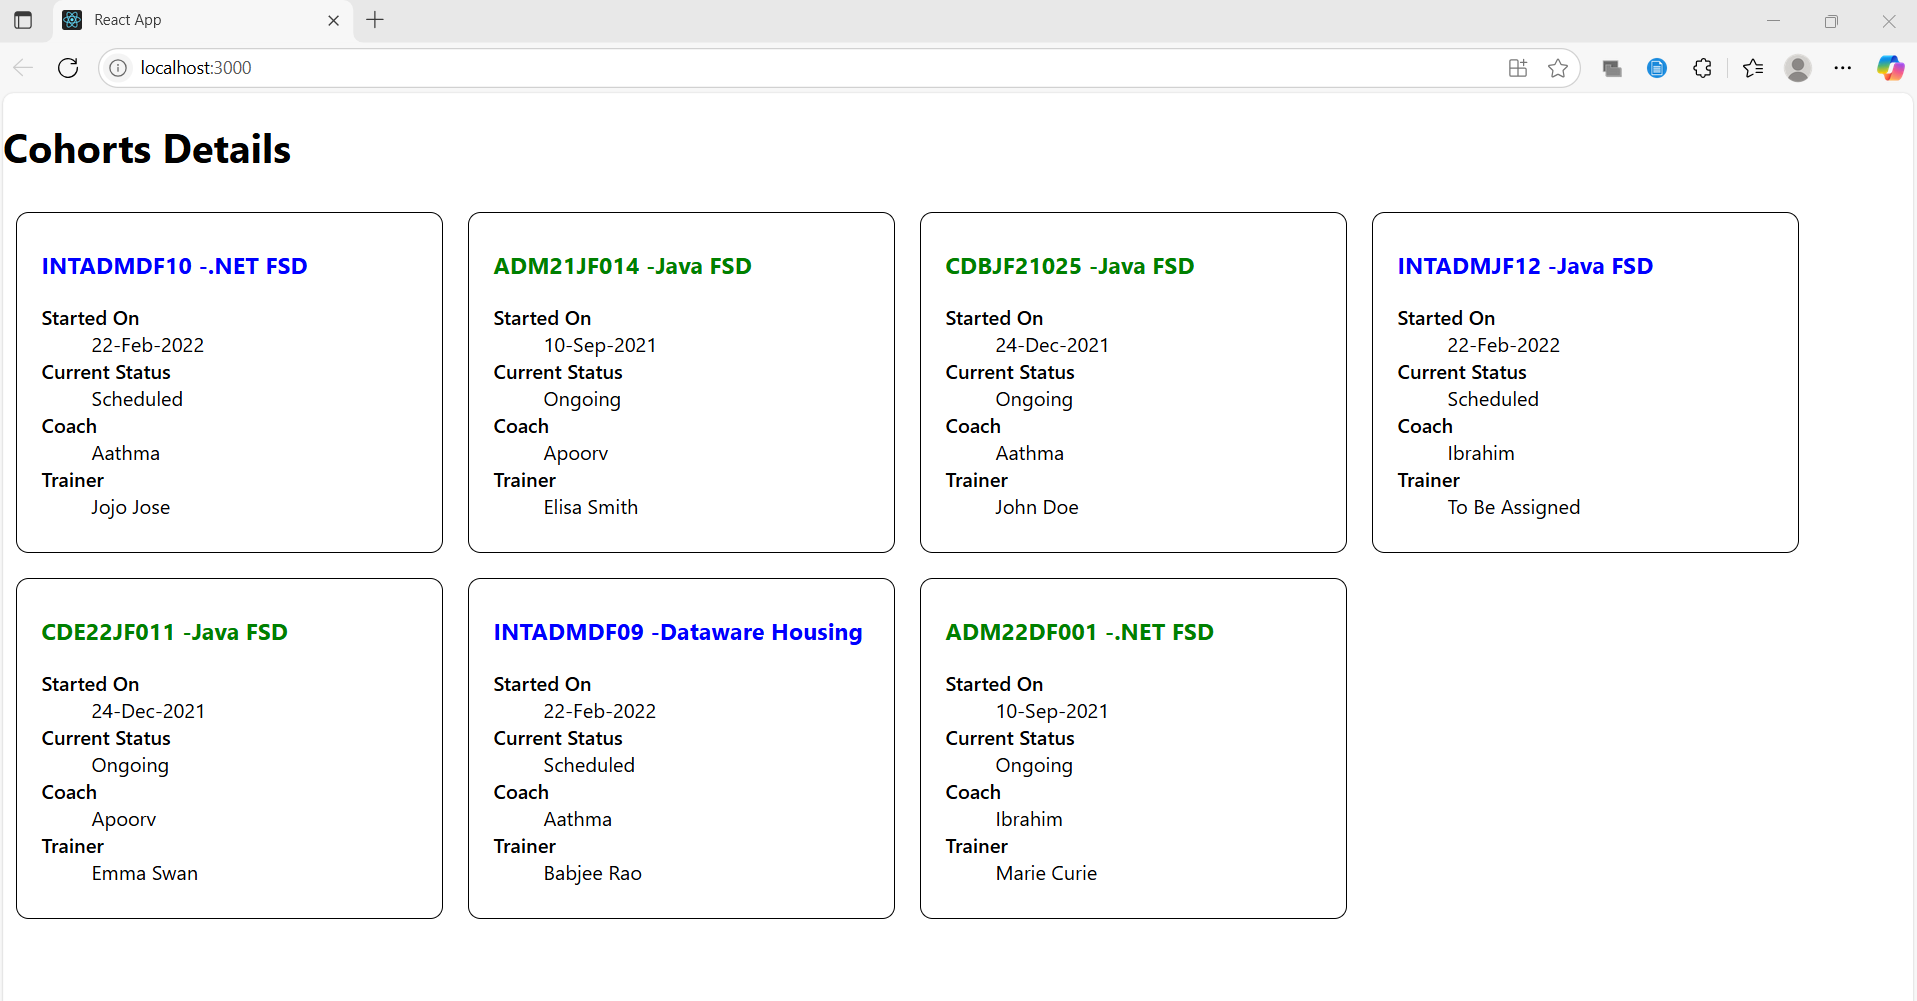 React App
localhost:3000
Cohorts Details
INTADMDF10 -.NET FSD
Started On
22-Feb-2022
Current Status
Scheduled
Coach
Aathma
Trainer
Jojo Jose
ADM21JF014 -Java FSD
Started On
10-Sep-2021
Current Status
Ongoing
Coach
Apoorv
Trainer
Elisa Smith
CDBJF21025 -Java FSD
Started On
24-Dec-2021
Current Status
Ongoing
Coach
Aathma
Trainer
John Doe
INTADMJF12 -Java FSD
Started On
22-Feb-2022
Current Status
Scheduled
Coach
Ibrahim
Trainer
To Be Assigned
CDE22JF011 -Java FSD
Started On
24-Dec-2021
Current Status
Ongoing
Coach
Apoorv
Trainer
Emma Swan
INTADMDF09 -Dataware Housing
Started On
22-Feb-2022
Current Status
Scheduled
Coach
Aathma
Trainer
Babjee Rao
ADM22DF001 -.NET FSD
Started On
10-Sep-2021
Current Status
Ongoing
Coach
Ibrahim
Trainer
Marie Curie